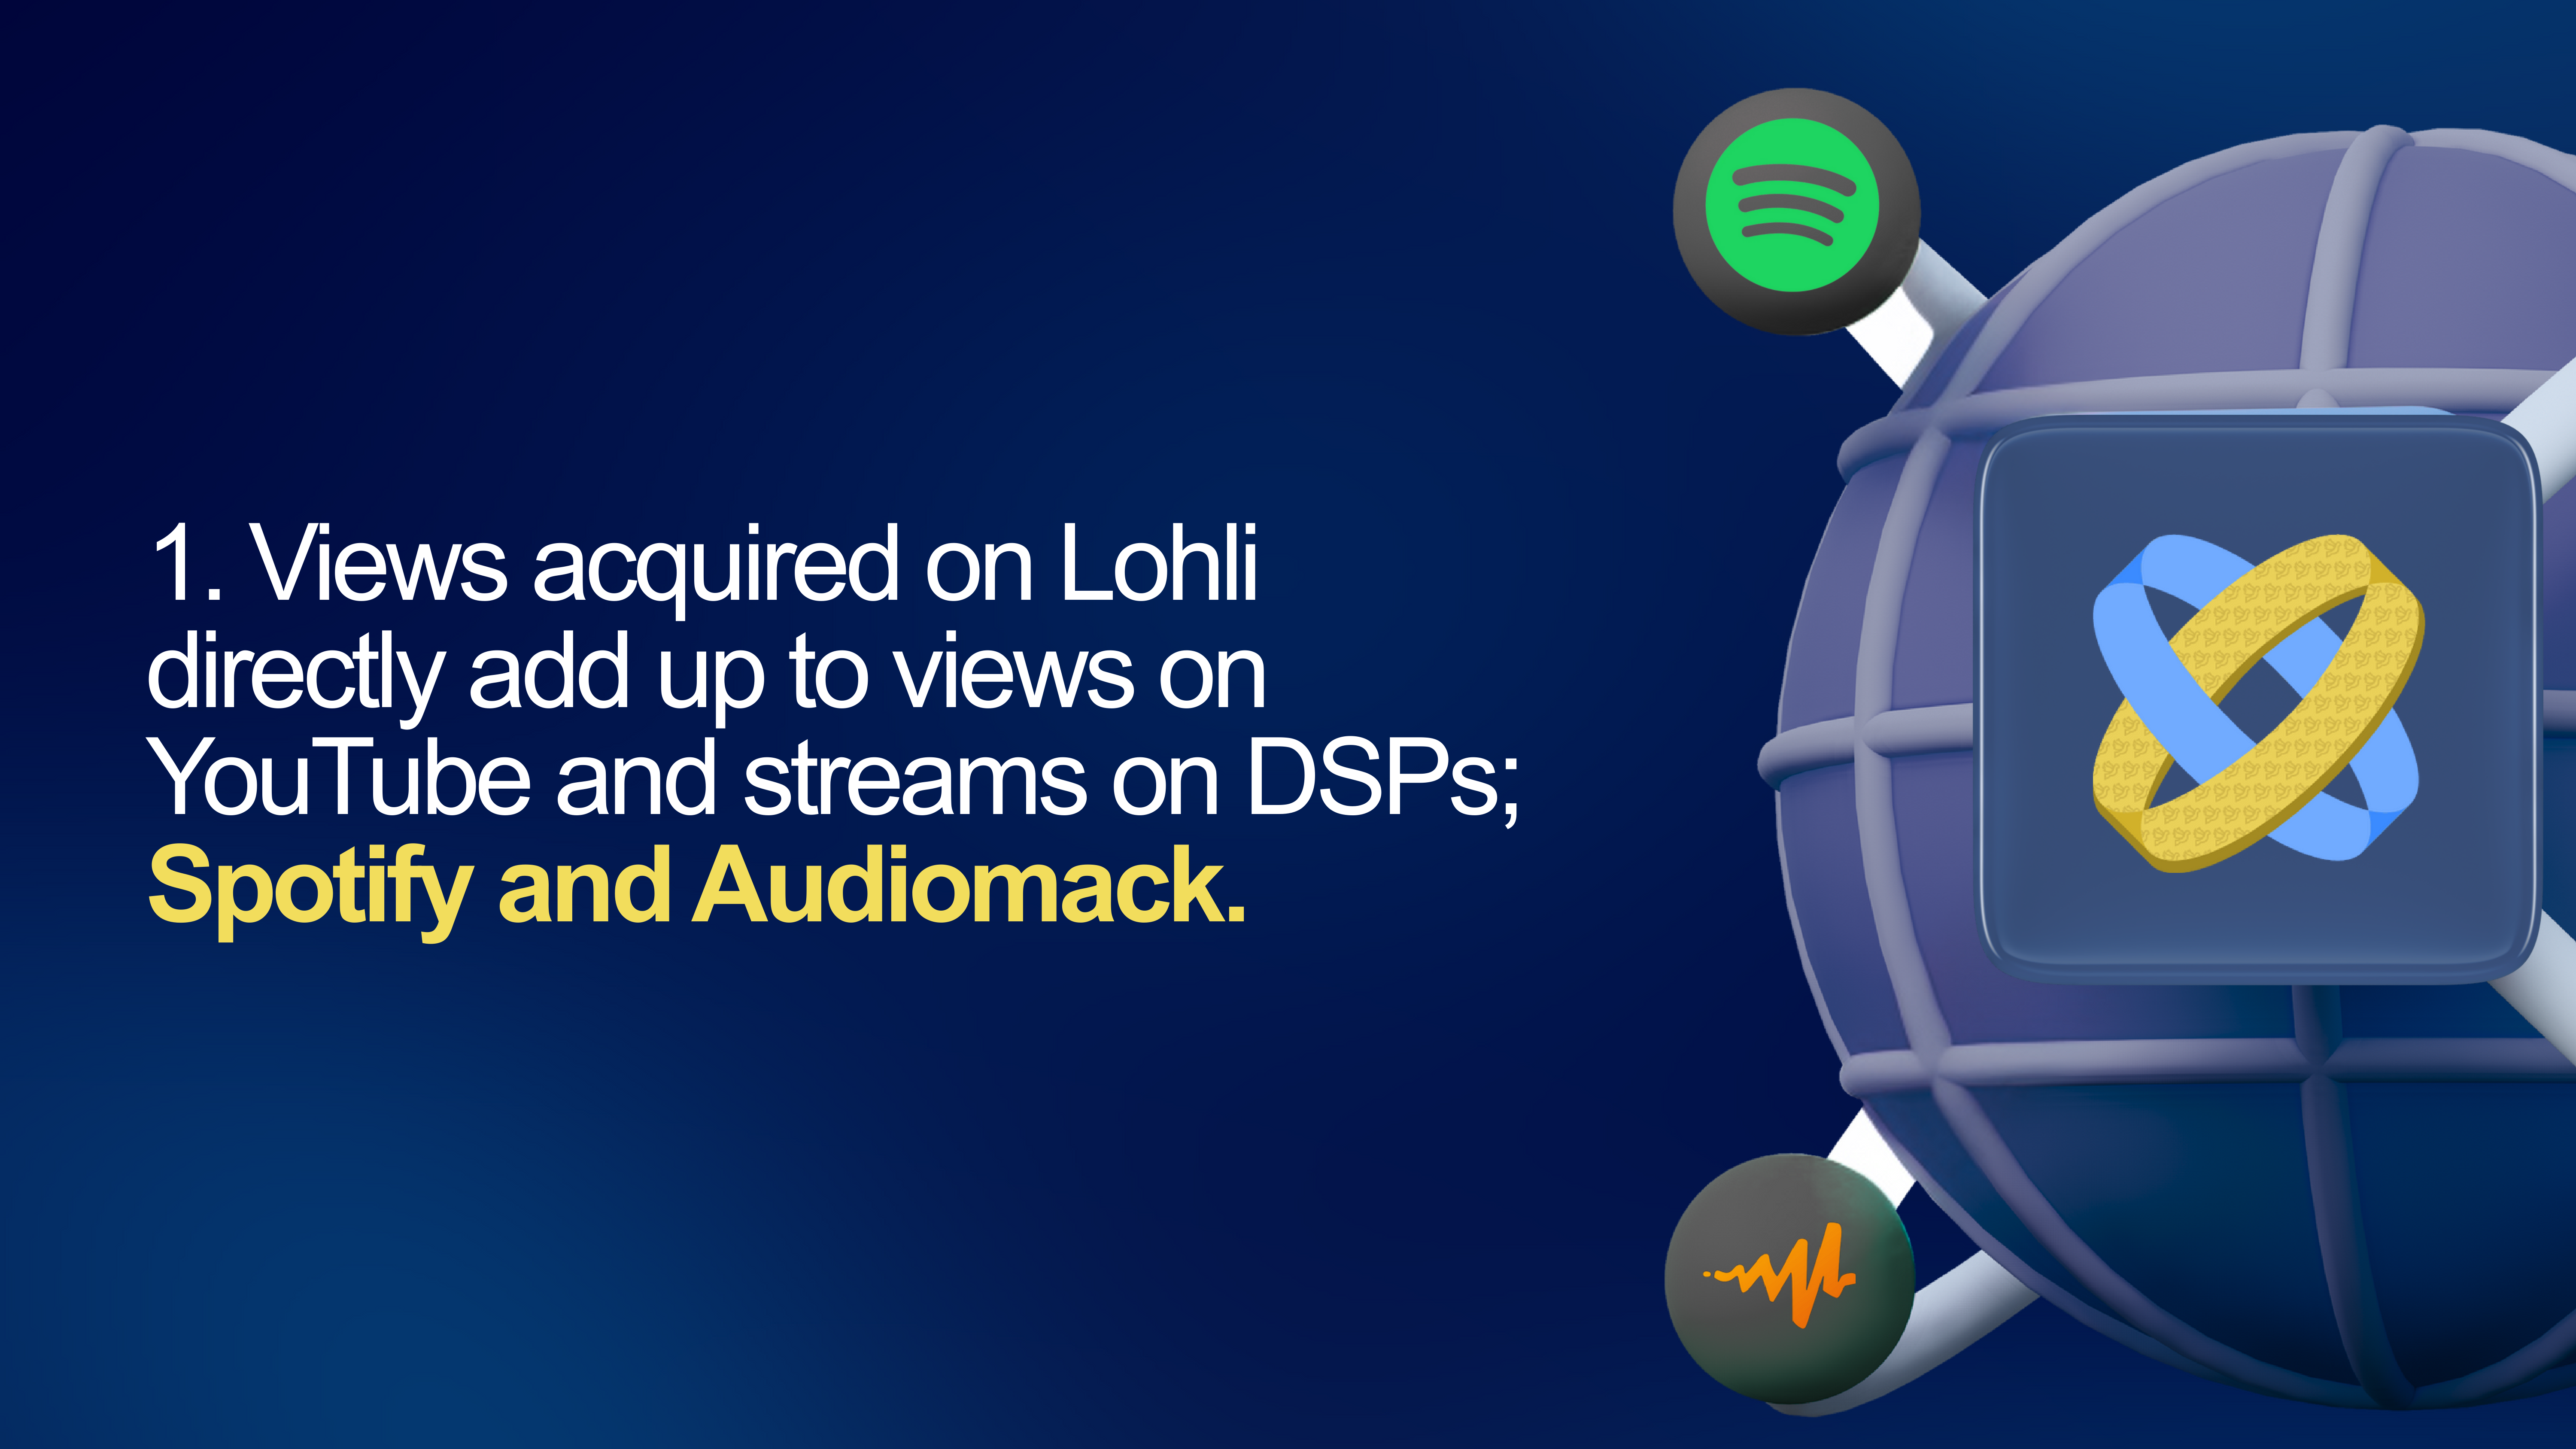 1. Views acquired on Lohli
directly add up to views on
YouTube and streams on DSPs;
Spotify and Audiomack.